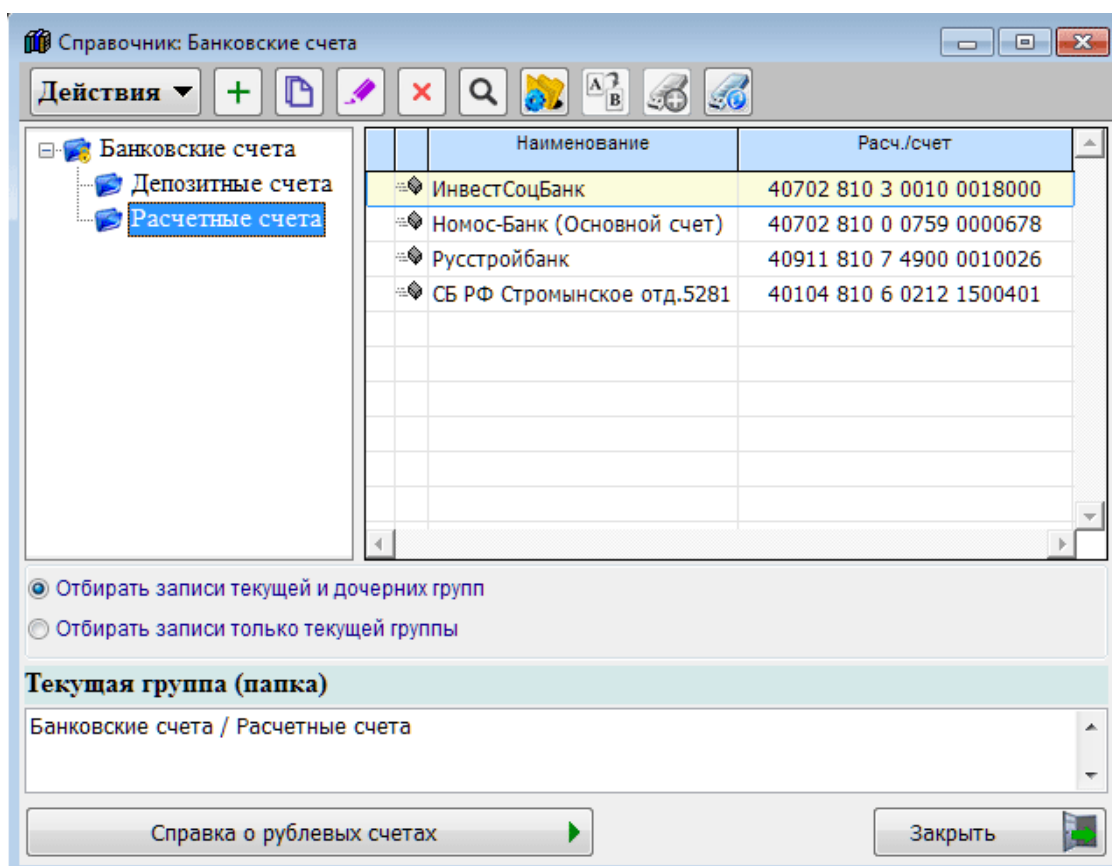 Справочник: Банковские счета
Действия
Банковские счета
Депозитные счета
Расчетные счета
Наименование Расч./счет
ИнвестСоцБанк 40702 810 3 0010 0018000
Номос-Банк (Основной счет) 40702 810 0 0759 0000678
Русстройбанк 40911 810 7 4900 0010026
СБ РФ Стромынское отд.5281 40104 810 6 0212 1500401
Отбирать записи текущей и дочерних групп
Отбирать записи только текущей группы
Текущая группа (папка)
Банковские счета / Расчетные счета
Справка о рублевых счетах Закрыть